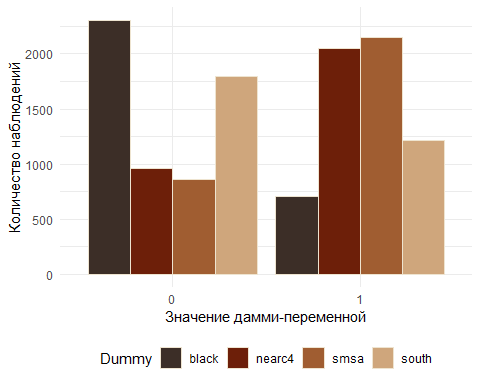 Количество наблюдений
2000
1500
1000
500
0
0 1
Значение дамми-переменной
Dummy black nearc4 smsa south